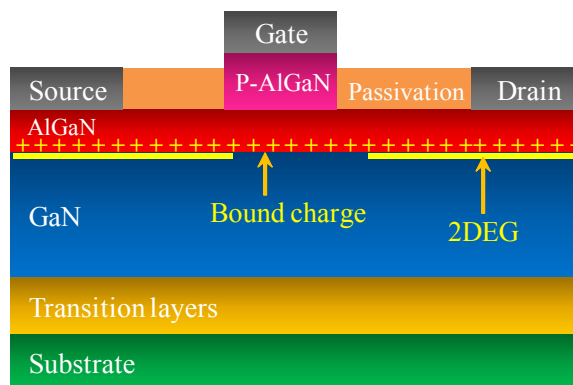 Gate
P-AlGaN
Source
Passivation
Drain
AlGaN
+ + + + + + + + + + + + + + + + + + + + + + + + + + + + + + + + +
Bound charge
2DEG
GaN
Transition layers
Substrate